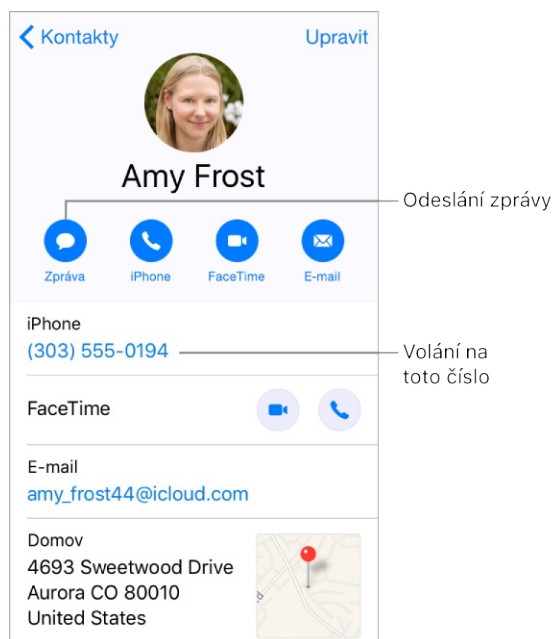 Kontakty Upravit
Amy Frost
Odeslání zprávy
Zpráva iPhone FaceTime E-mail
iPhone
(303) 555-0194
Volání na
toto číslo
FaceTime
E-mail
amy_frost44@icloud.com
Domov
4693 Sweetwood Drive
Aurora CO 80010
United States